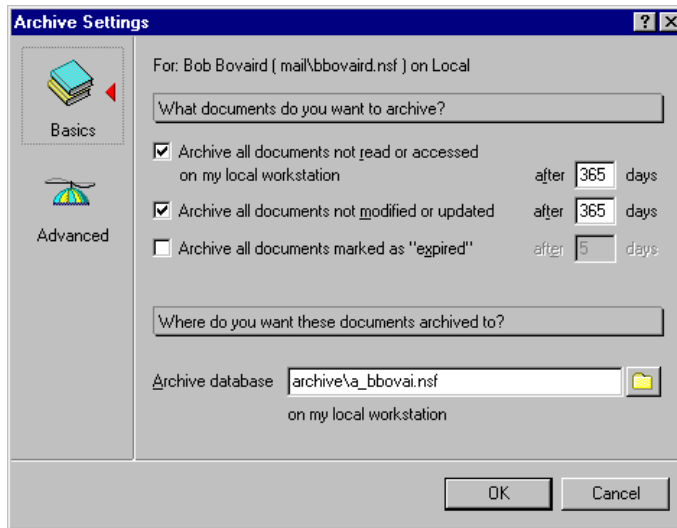 Archive Settings
Basics
Advanced
For: Bob Bovaird ( mail\bbovaird.nsf ) on Local
What documents do you want to archive?
Archive all documents not read or accessed
on my local workstation after 365 days
Archive all documents not modified or updated after 365 days
Archive all documents marked as "expired" after 5 days
Where do you want these documents archived to?
Archive database archive\a_bbovai.nsf
on my local workstation
OK Cancel